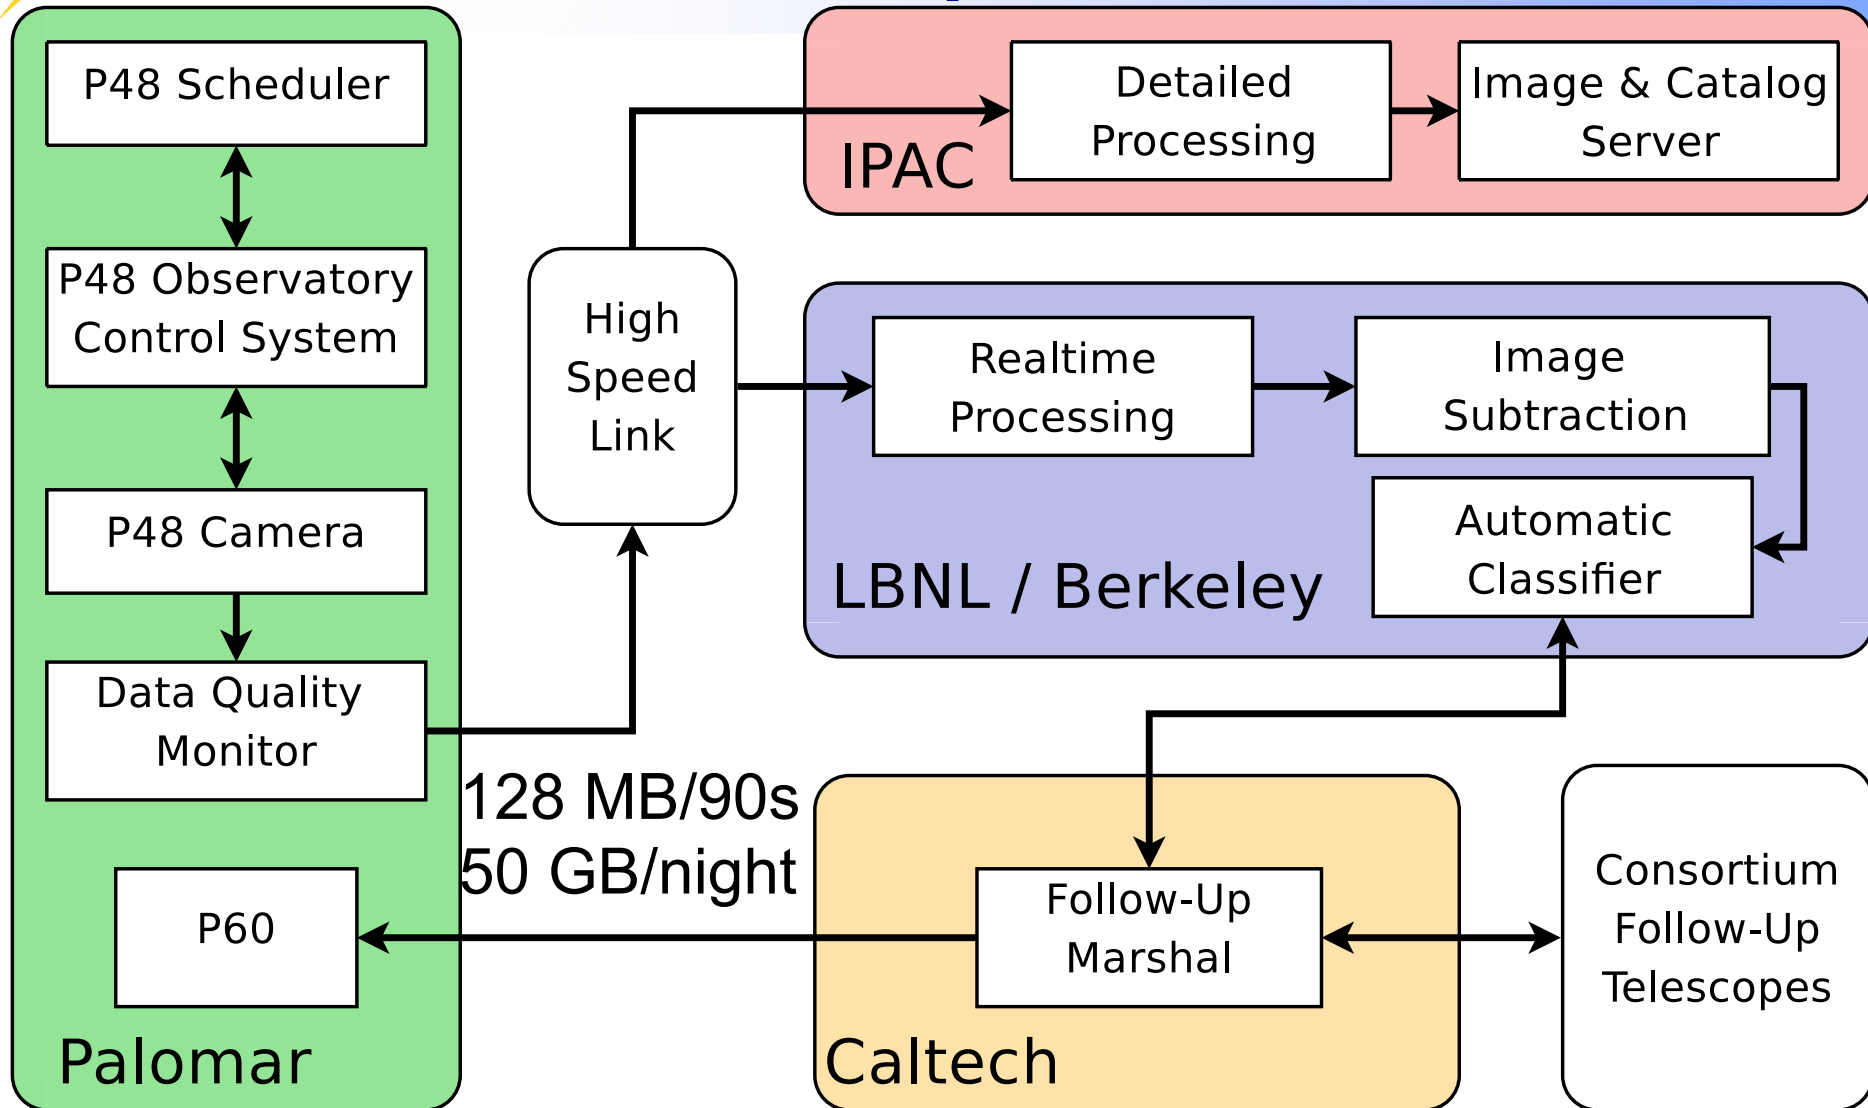 P48 Scheduler
P48 Observatory
Control System
P48 Camera
Data Quality
Monitor
P60
Palomar
High
Speed
Link
128 MB/90s
50 GB/night
Detailed
Processing
Image & Catalog
Server
IPAC
Realtime
Processing
Image
Subtraction
Automatic
Classifier
LBNL / Berkeley
Follow-Up
Marshal
Caltech
Consortium
Follow-Up
Telescopes